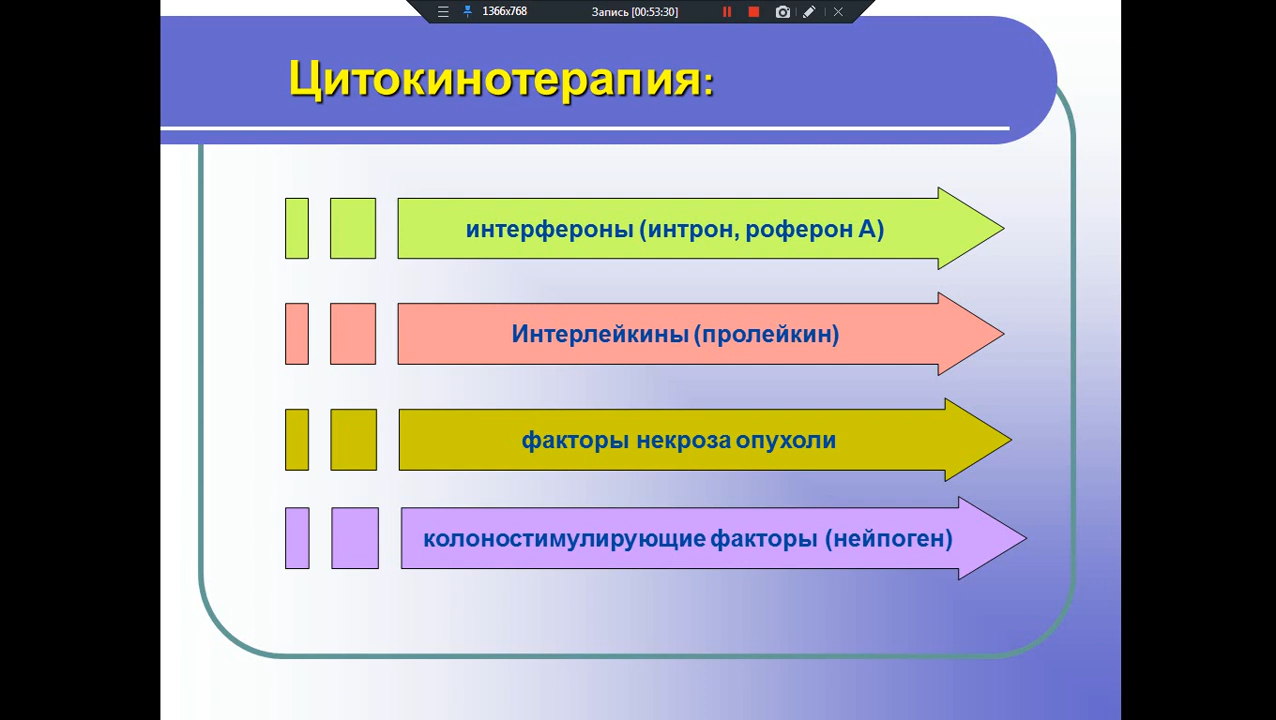 1366x768
Запись [00:53:30]
Цитокинотерапия:
интерфероны (интрон, роферон А)
Интерлейкины (пролейкин)
факторы некроза опухоли
колоностимулирующие факторы (нейпоген)